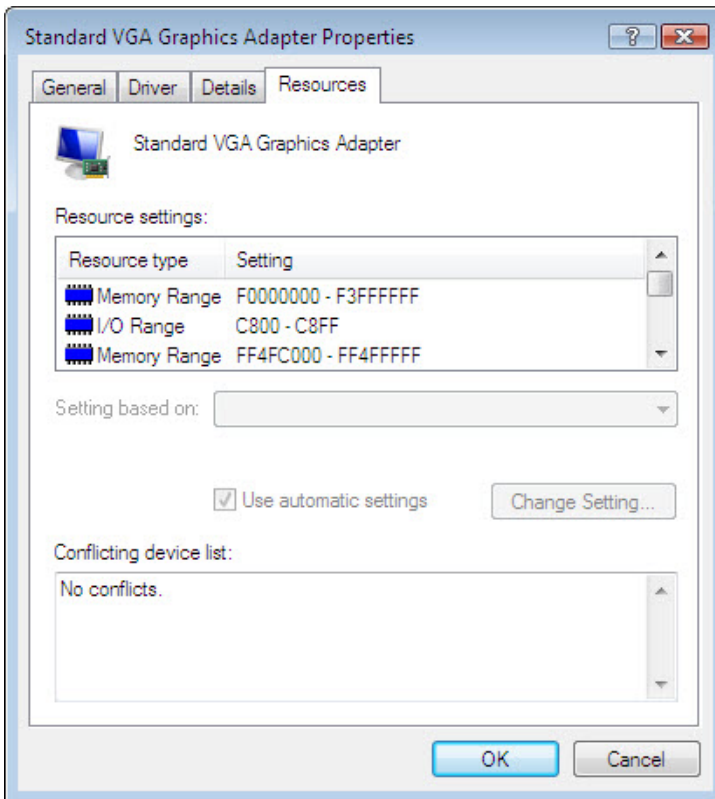 Standard VGA Graphics Adapter Properties
General Driver Details Resources
Standard VGA Graphics Adapter
Resource settings:
Resource type Setting
Memory Range F0000000 - F3FFFFFF
I/O Range C800 - C8FF
Memory Range FF4FC000 - FF4FFFFF
Setting based on:
Use automatic settings Change Setting...
Conflicting device list:
No conflicts.
OK Cancel